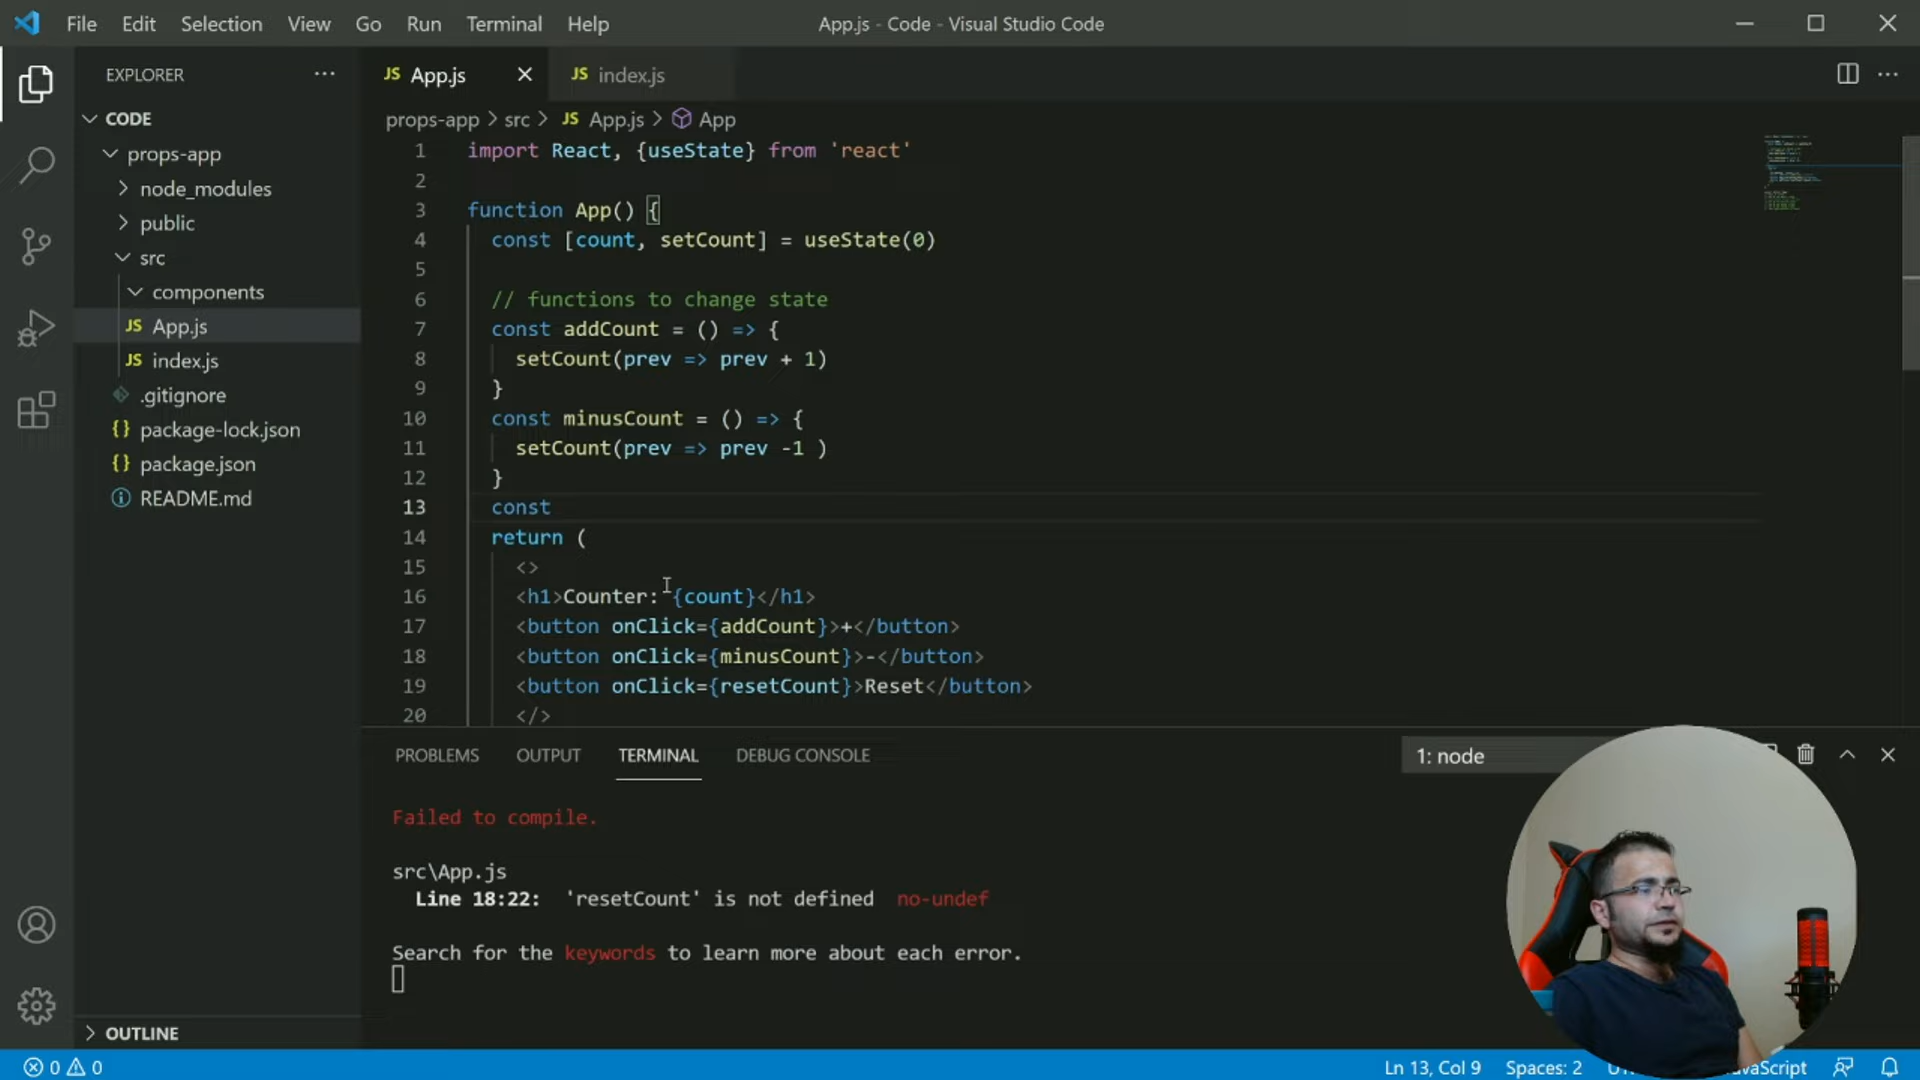 File Edit Selection View Go Run Terminal Help
App.js - Code - Visual Studio Code
EXPLORER
CODE
props-app
node_modules
public
src
components
JS App.js
JS index.js
.gitignore
{} package-lock.json
{} package.json
README.md
OUTLINE
JS App.js
JS index.js
props-app > src > JS App.js > App
1 import React, {useState} from 'react'
2
3 function App() {
4 const [count, setCount] = useState(0)
5
6 // functions to change state
7 const addCount = () => {
8 setCount(prev => prev + 1)
9 }
10 const minusCount = () => {
11 setCount(prev => prev -1 )
12 }
13 const
14 return (
15 <>
16 <h1>Counter: {count}</h1>
17 <button onClick={addCount}>+</button>
18 <button onClick={minusCount}>-</button>
19 <button onClick={resetCount}>Reset</button>
20 </>
PROBLEMS OUTPUT TERMINAL DEBUG CONSOLE
1: node
Failed to compile.
src\App.js
Line 18:22: 'resetCount' is not defined no-undef
Search for the keywords to learn more about each error.
0 0
Ln 13, Col 9 Spaces: 2